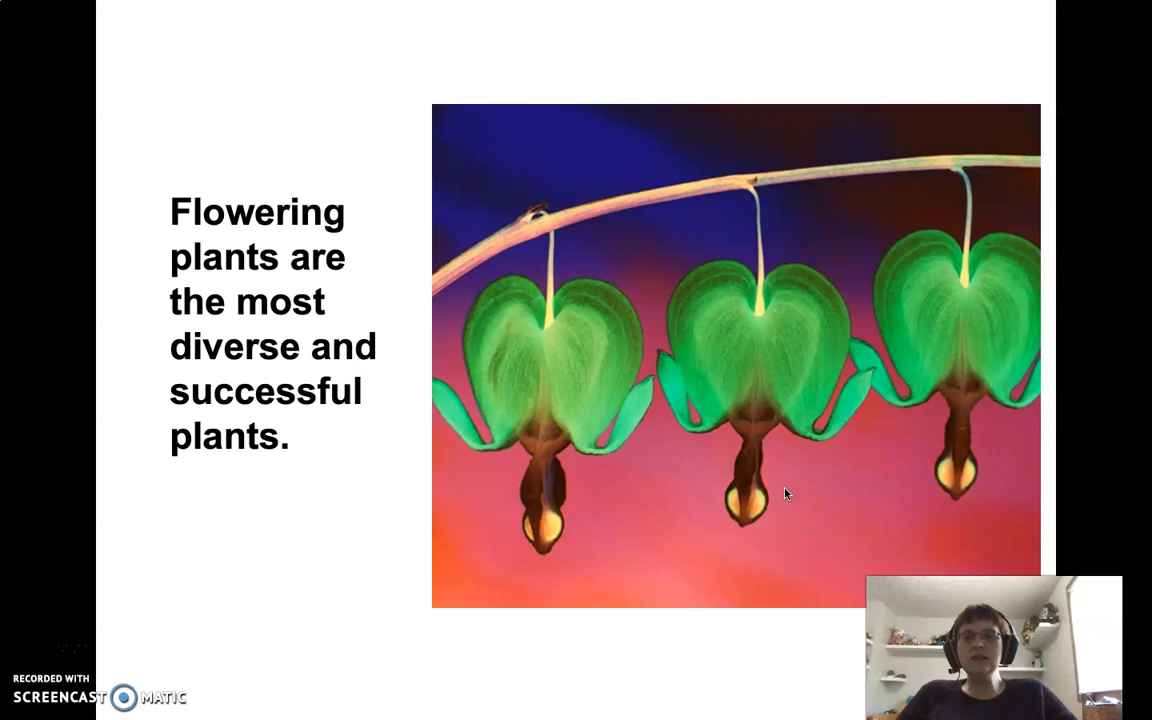 Flowering
plants are
the most
diverse and
successful
plants.
RECORDED WITH
SCREENCAST MATIC